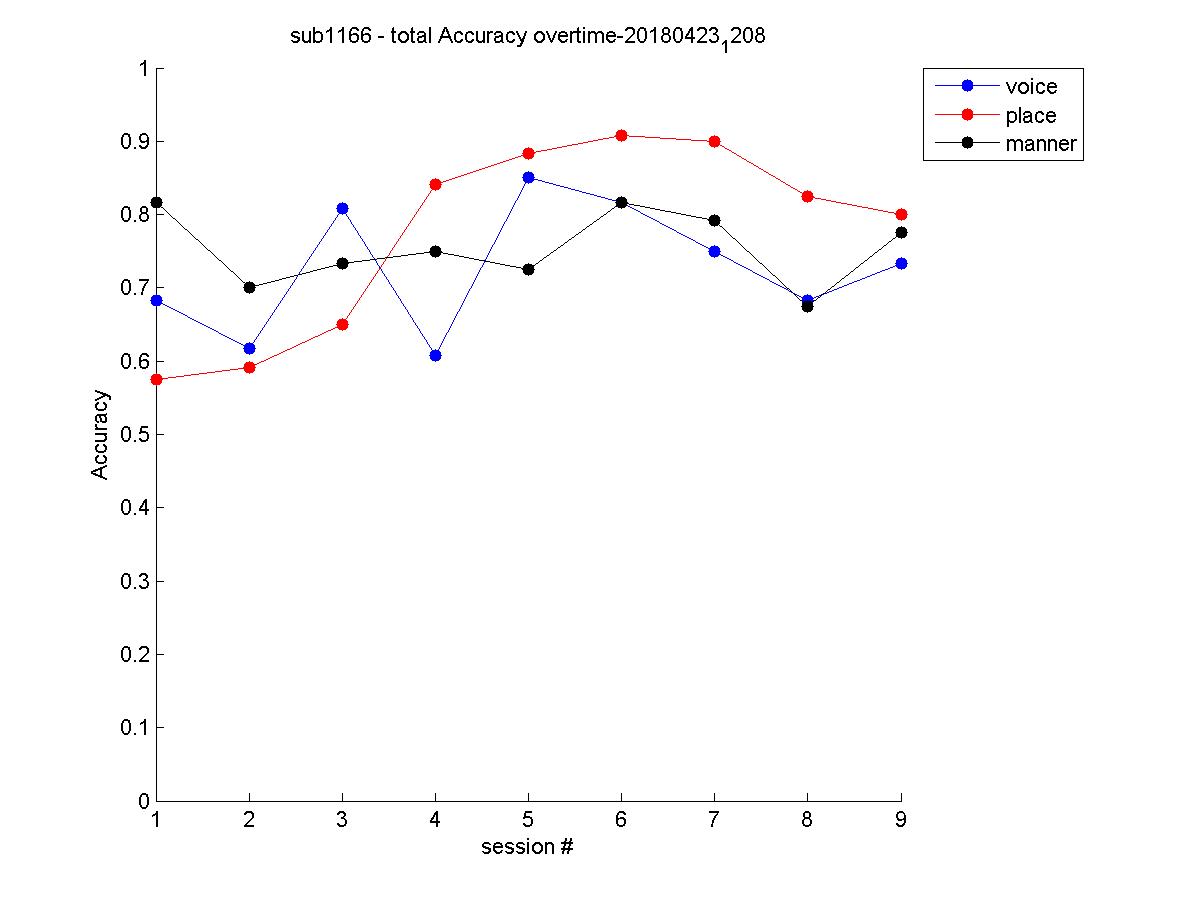 sub1166 - total Accuracy overtime-20180423₁208
voice
place
manner
1
0.9
0.8
0.7
0.6
0.5
0.4
0.3
0.2
0.1
0
Accuracy
1 2 3 4 5 6 7 8 9
session #